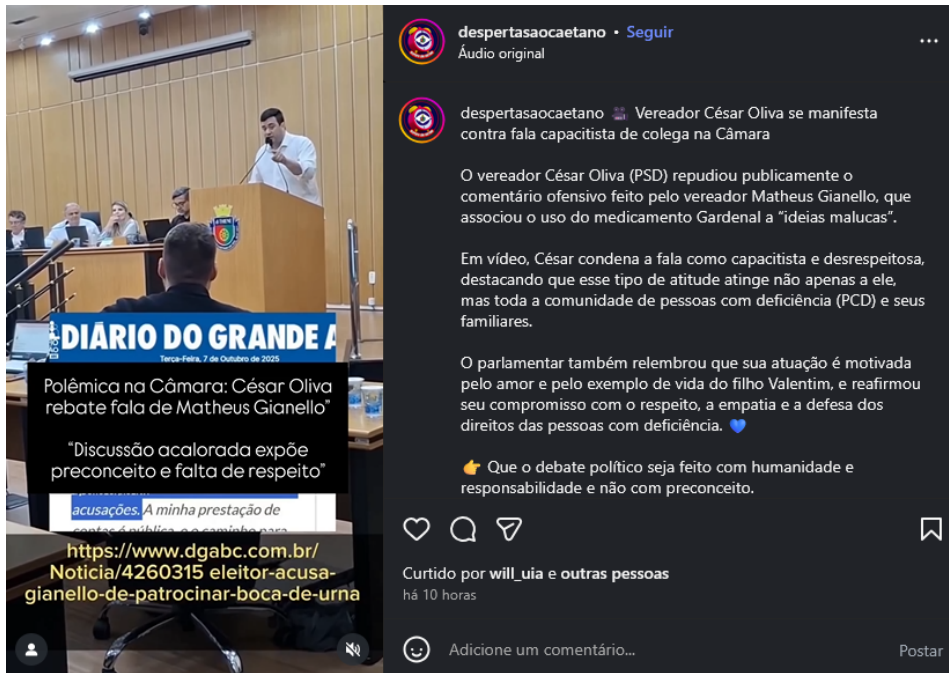 DIÁRIO DO GRANDE A
Terça-Feira, 7 de Outubro de 2025
Polêmica na Câmara: César Oliva
rebate fala de Matheus Gianello”
“Discussão acalorada expõe
preconceito e falta de respeito”
acusações. A minha prestação de
https://www.dgabc.com.br/
Noticia/4260315 eleitor-acusa-
gianello-de-patrocinar-boca-de-urna
despertasaocaetano • Seguir
Áudio original
despertasaocaetano 🎥 Vereador César Oliva se manifesta
contra fala capacitista de colega na Câmara
O vereador César Oliva (PSD) repudiou publicamente o
comentário ofensivo feito pelo vereador Matheus Gianello, que
associou o uso do medicamento Gardenal a “ideias malucas”.
Em vídeo, César condena a fala como capacitista e desrespeitosa,
destacando que esse tipo de atitude atinge não apenas a ele,
mas toda a comunidade de pessoas com deficiência (PCD) e seus
familiares.
O parlamentar também relembrou que sua atuação é motivada
pelo amor e pelo exemplo de vida do filho Valentim, e reafirmou
seu compromisso com o respeito, a empatia e a defesa dos
direitos das pessoas com deficiência. 💙
👉 Que o debate político seja feito com humanidade e
responsabilidade e não com preconceito.
Curtido por will_uia e outras pessoas
há 10 horas
Adicione um comentário...
Postar